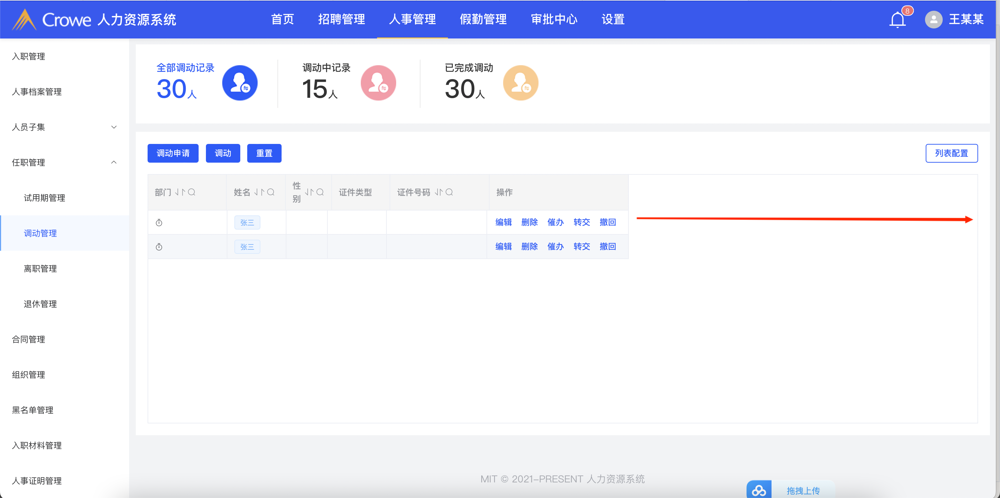 Crowe 人力资源系统
首页 招聘管理 人事管理 假勤管理 审批中心 设置
8
王某某
入职管理
人事档案管理
人员子集
任职管理
试用期管理
调动管理
离职管理
退休管理
合同管理
组织管理
黑名单管理
入职材料管理
人事证明管理
全部调动记录
30人
调动中记录
15人
已完成调动
30人
调动申请 调动 重置 列表配置
部门 姓名 性别 证件类型 证件号码 操作
张三 编辑 删除 催办 转交 撤回
张三 编辑 删除 催办 转交 撤回
MIT © 2021-PRESENT 人力资源系统
拖拽上传